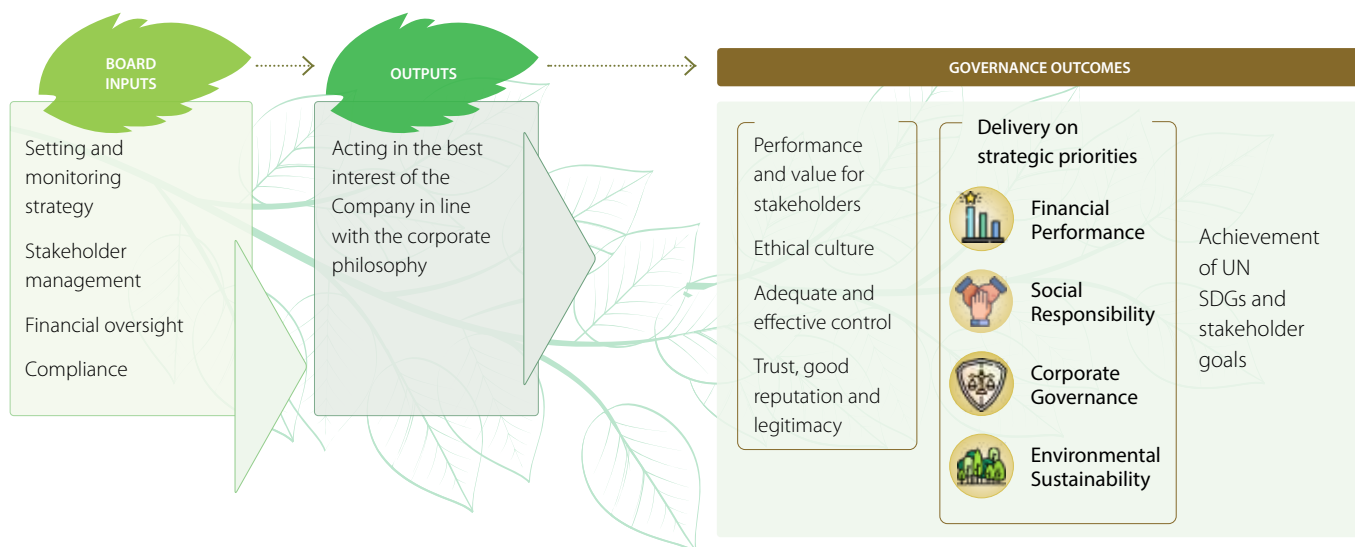 BOARD
INPUTS
Setting and
monitoring
strategy
Stakeholder
management
Financial oversight
Compliance
OUTPUTS
Acting in the best
interest of the
Company in line
with the corporate
philosophy
GOVERNANCE OUTCOMES
Performance
and value for
stakeholders
Ethical culture
Adequate and
effective control
Trust, good
reputation and
legitimacy
Delivery on
strategic priorities
Financial
Performance
Social
Responsibility
Corporate
Governance
Environmental
Sustainability
Achievement
of UN
SDGs and
stakeholder
goals